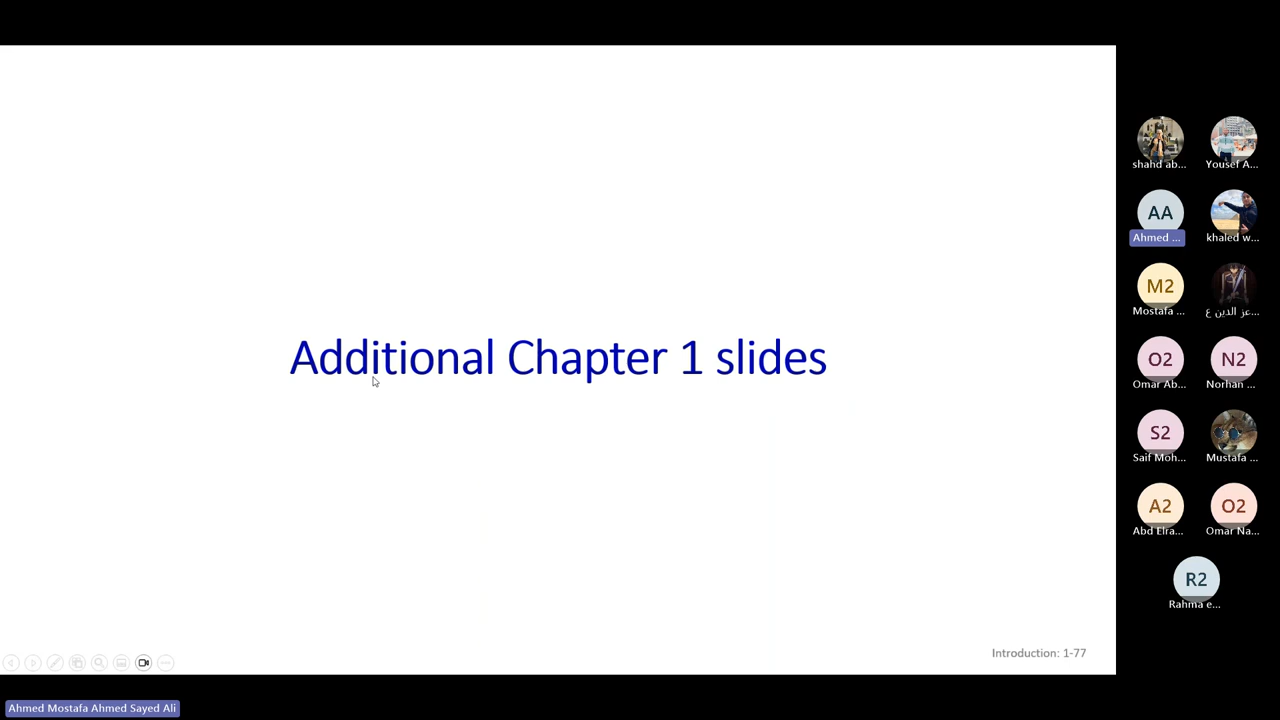 Additional Chapter 1 slides
Introduction: 1-77
shahd ab...
Yousef A...
AA
Ahmed ...
khaled w...
M2
Mostafa ...
عز الدين ع...
O2
Omar Ab...
N2
Norhan ...
S2
Saif Moh...
Mustafa ...
A2
Abd Elra...
O2
Omar Na...
R2
Rahma e...
Ahmed Mostafa Ahmed Sayed Ali